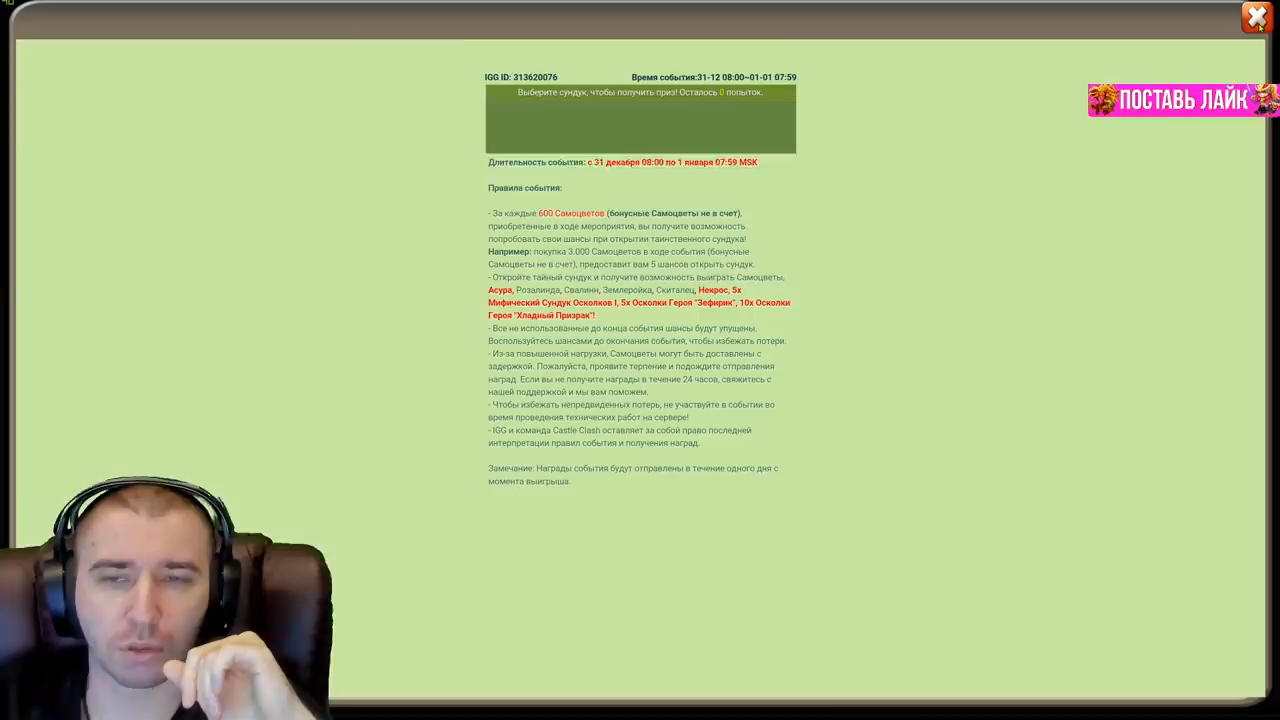 IGG ID: 313620076
Время события:31-12 08:00~01-01 07:59
Выберите сундук, чтобы получить приз! Осталось 0 попыток.
ПОСТАВЬ ЛАЙК
Длительность события: с 31 декабря 08:00 по 1 января 07:59 MSK
Правила события:
- За каждые 600 Самоцветов (бонусные Самоцветы не в счет),
приобретенные в ходе мероприятия, вы получите возможность
попробовать свои шансы при открытии таинственного сундука!
Например: покупка 3.000 Самоцветов в ходе события (бонусные
Самоцветы не в счет), предоставит вам 5 шансов открыть сундук.
- Откройте тайный сундук и получите возможность выиграть Самоцветы,
Асура, Розалинда, Свалинн, Землеройка, Скиталец, Некрос, 5x
Мифический Сундук Осколков I, 5x Осколки Героя "Зефирик", 10x Осколки
Героя "Хладный Призрак"!
- Все не использованные до конца события шансы будут упущены.
Воспользуйтесь шансами до окончания события, чтобы избежать потери.
- Из-за повышенной нагрузки, Самоцветы могут быть доставлены с
задержкой. Пожалуйста, проявите терпение и подождите отправления
наград. Если вы не получите награды в течение 24 часов, свяжитесь с
нашей поддержкой и мы вам поможем.
- Чтобы избежать непредвиденных потерь, не участвуйте в событии во
время проведения технических работ на сервере!
- IGG и команда Castle Clash оставляет за собой право последней
интерпретации правил события и получения наград.
Замечание: Награды события будут отправлены в течение одного дня с
момента выигрыша.